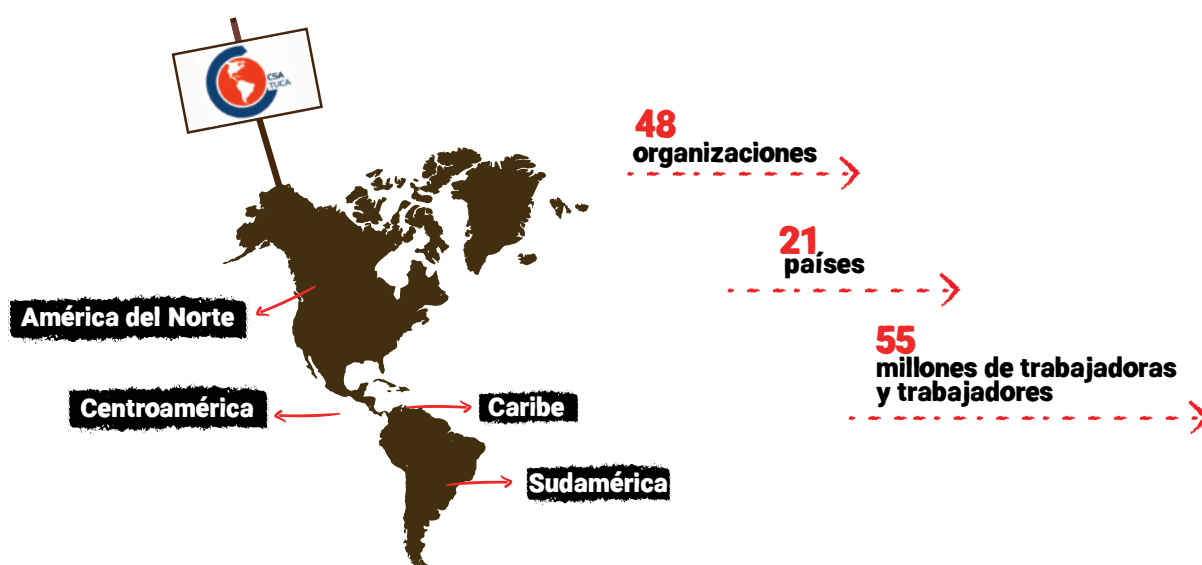 CSA
TUCA
48
organizaciones
21
países
55
millones de trabajadoras
y trabajadores
América del Norte
Centroamérica
Caribe
Sudamérica